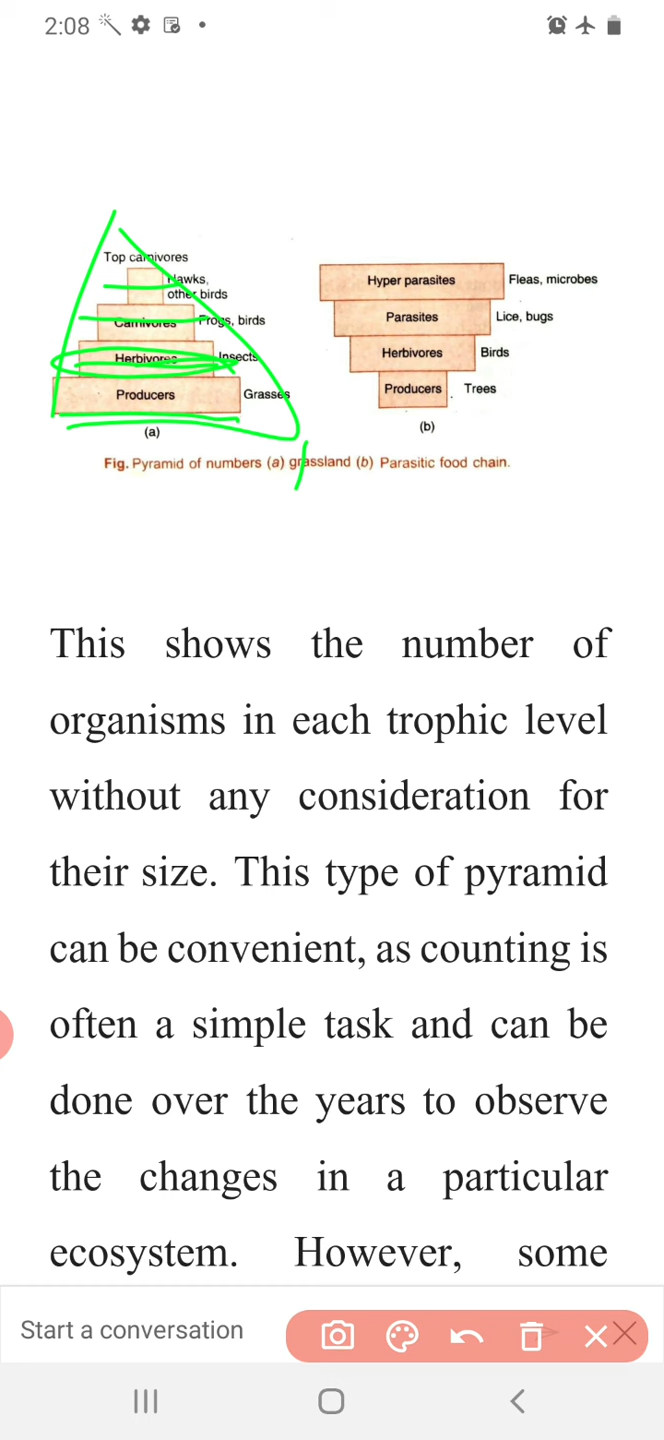 2:08
Top carnivores
Hawks,
other birds
Carnivores Frogs, birds
Herbivores Insects
Producers Grasses
(a)
Hyper parasites Fleas, microbes
Parasites Lice, bugs
Herbivores Birds
Producers Trees
(b)
Fig. Pyramid of numbers (a) grassland (b) Parasitic food chain.
This shows the number of
organisms in each trophic level
without any consideration for
their size. This type of pyramid
can be convenient, as counting is
often a simple task and can be
done over the years to observe
the changes in a particular
ecosystem. However, some
Start a conversation